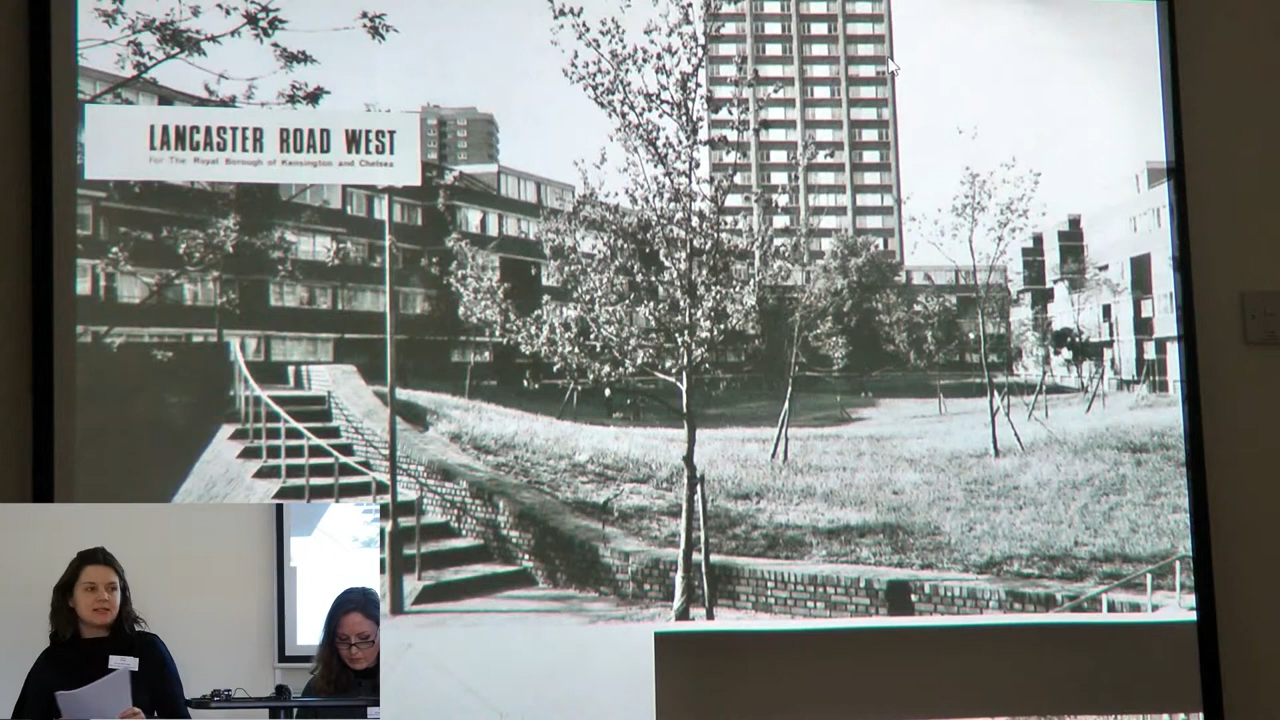 LANCASTER ROAD WEST
For The Royal Borough of Kensington and Chelsea